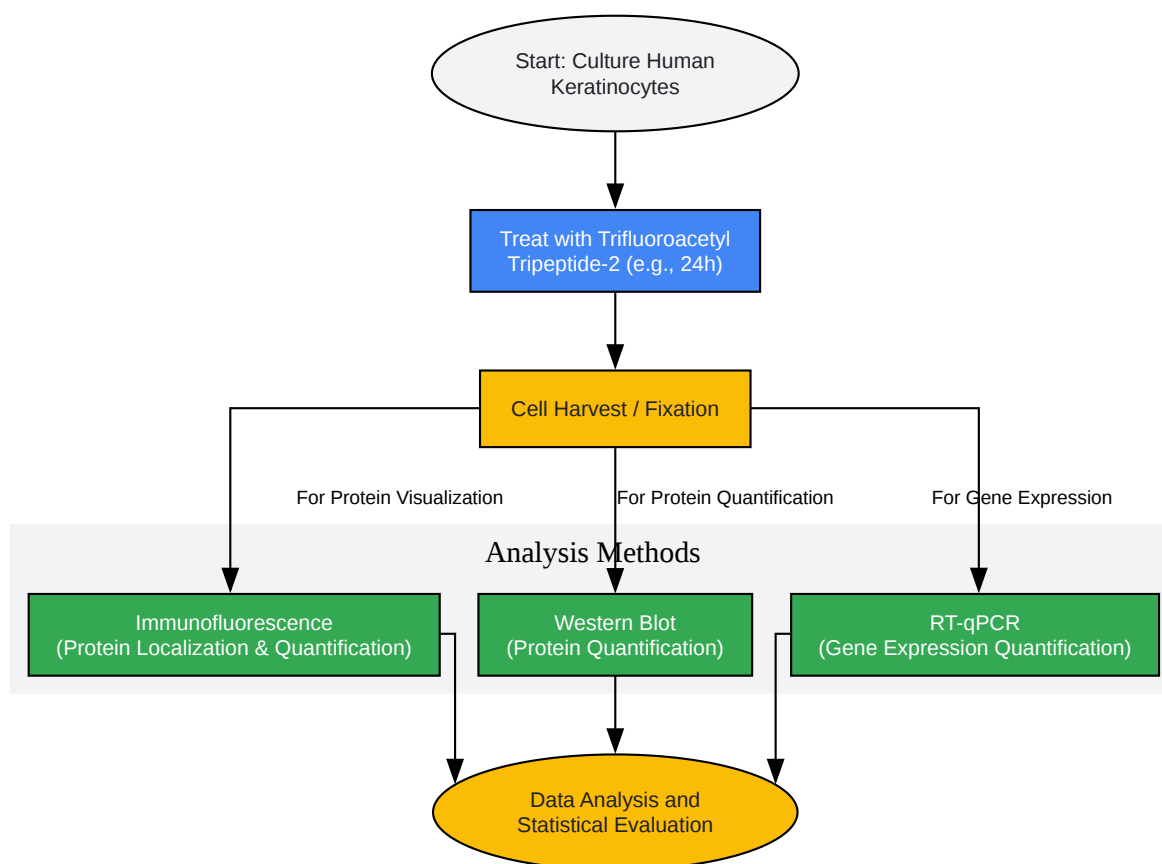 Start: Culture Human
Keratinocytes
Treat with Trifluoroacetyl
Tripeptide-2 (e.g., 24h)
Cell Harvest / Fixation
For Protein Visualization
For Protein Quantification
For Gene Expression
Analysis Methods
Immunofluorescence
(Protein Localization & Quantification)
Western Blot
(Protein Quantification)
RT-qPCR
(Gene Expression Quantification)
Data Analysis and
Statistical Evaluation